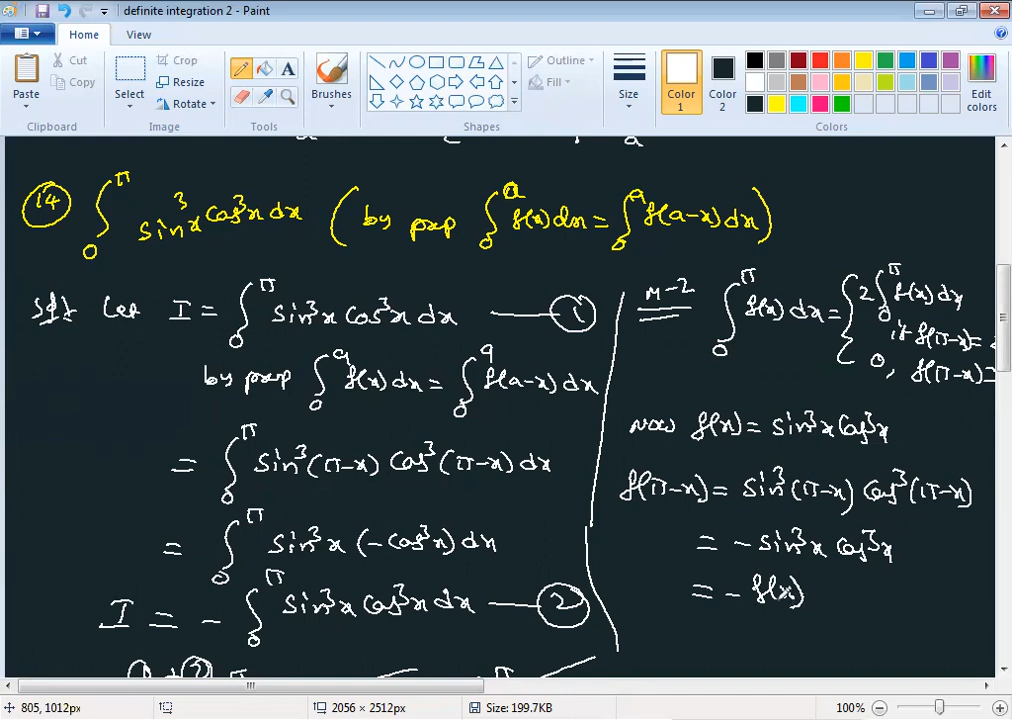 definite integration 2 - Paint
Home View
Paste
Cut
Copy
Clipboard
Select
Crop
Resize
Rotate
Image
Tools
Brushes
Shapes
Outline
Fill
Size
Color 1
Color 2
Edit colors
Colors
14 ∫₀^π sin³x cos³x dx (by prop ∫₀^a f(x)dx = ∫₀^a f(a-x)dx)
Let I = ∫₀^π sin³x cos³x dx —— 1
by prop ∫₀^a f(x)dx = ∫₀^a f(a-x)dx
= ∫₀^π sin³(π-x) cos³(π-x)dx
= ∫₀^π sin³x (-cos³x)dx
I = - ∫₀^π sin³x cos³x dx —— 2
M-2 ∫₀^π f(x)dx = { 2∫₀^π f(x)dx
if f(π-x)=
0, f(π-x)=
now f(x) = sin³x cos³x
f(π-x) = sin³(π-x) cos³(π-x)
= -sin³x cos³x
= - f(x)
805, 1012px
2056 × 2512px
Size: 199.7KB
100%